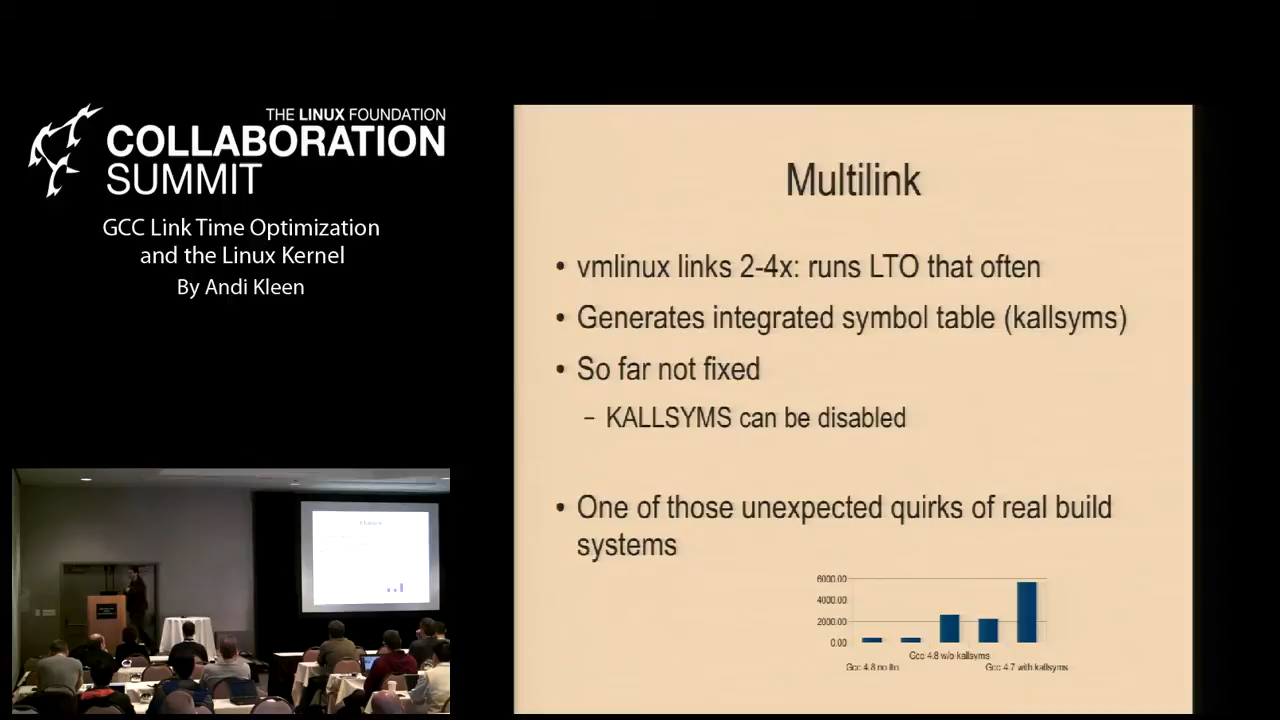 THE LINUX FOUNDATION
COLLABORATION
SUMMIT
GCC Link Time Optimization
and the Linux Kernel
By Andi Kleen
Multilink
• vmlinux links 2-4x: runs LTO that often
• Generates integrated symbol table (kallsyms)
• So far not fixed
– KALLSYMS can be disabled
• One of those unexpected quirks of real build
systems
6000.00
4000.00
2000.00
0.00
Gcc 4.8 w/o kallsyms
Gcc 4.8 no lto
Gcc 4.7 with kallsyms